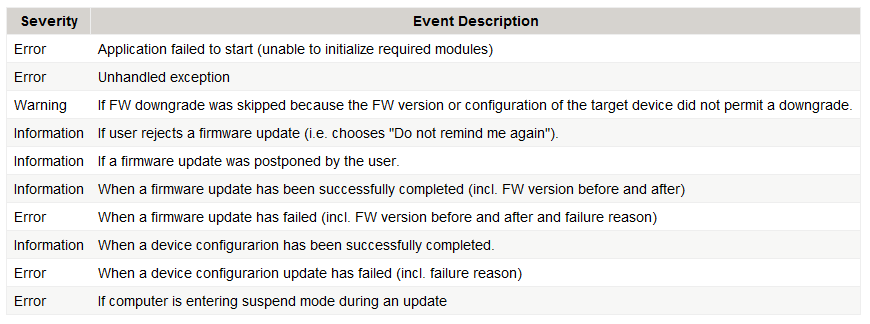 Severity Event Description
Error Application failed to start (unable to initialize required modules)
Error Unhandled exception
Warning If FW downgrade was skipped because the FW version or configuration of the target device did not permit a downgrade.
Information If user rejects a firmware update (i.e. chooses "Do not remind me again").
Information If a firmware update was postponed by the user.
Information When a firmware update has been successfully completed (incl. FW version before and after)
Error When a firmware update has failed (incl. FW version before and after and failure reason)
Information When a device configurarion has been successfully completed.
Error When a device configurarion update has failed (incl. failure reason)
Error If computer is entering suspend mode during an update